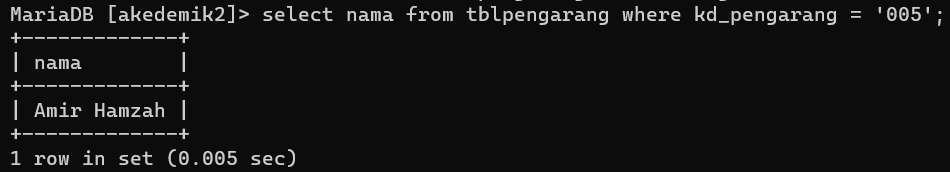 MariaDB [akedemik2]> select nama from tblpengarang where kd_pengarang = '005';
+-------------+
| nama        |
+-------------+
| Amir Hamzah |
+-------------+
1 row in set (0.005 sec)